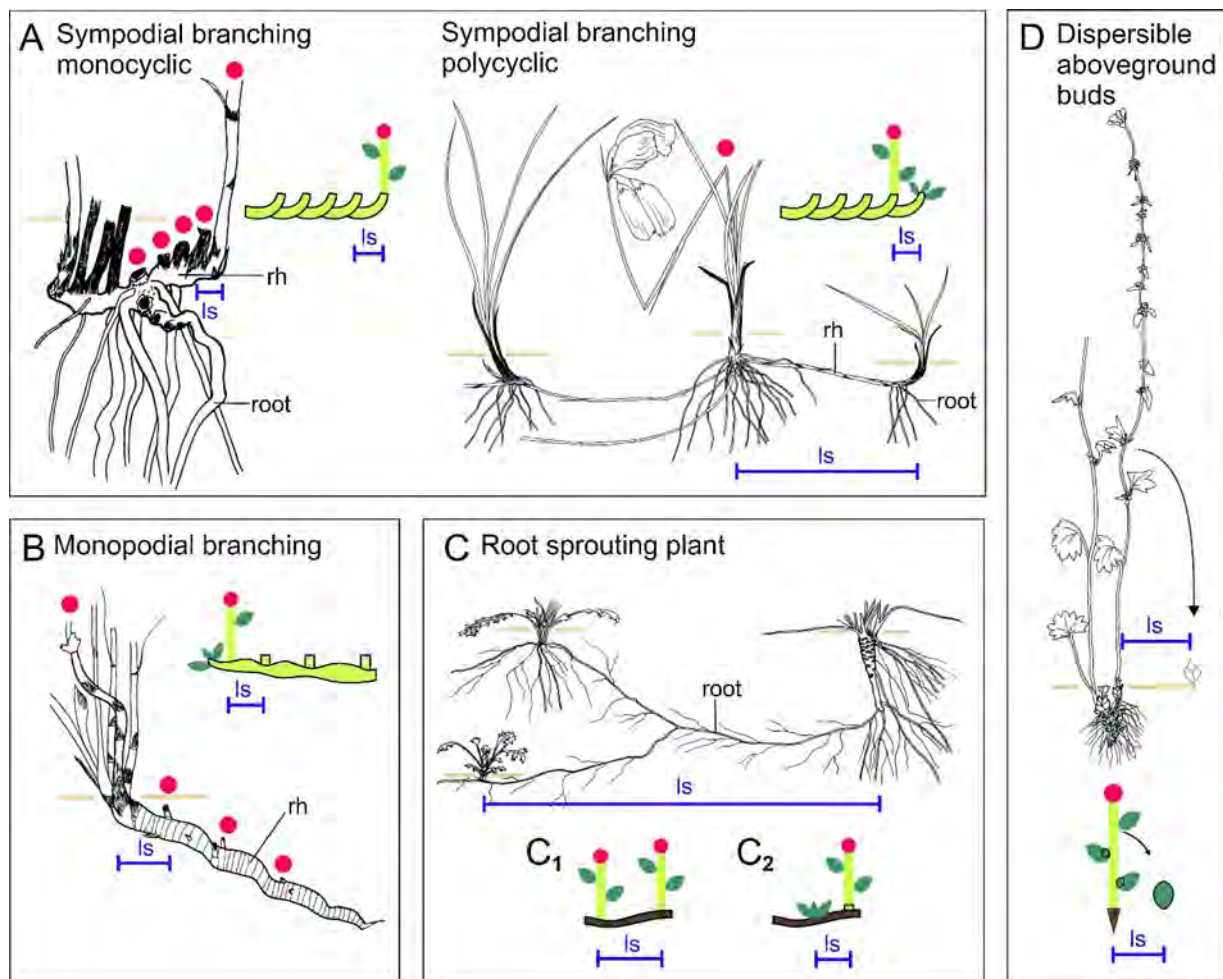 A Sympodial branching
monocyclic
Sympodial branching
polycyclic
ls
rh
ls
root
ls
rh
root
ls
B Monopodial branching
ls
rh
ls
C Root sprouting plant
root
ls
C1
C2
ls
ls
D Dispersible
aboveground
buds
ls
ls